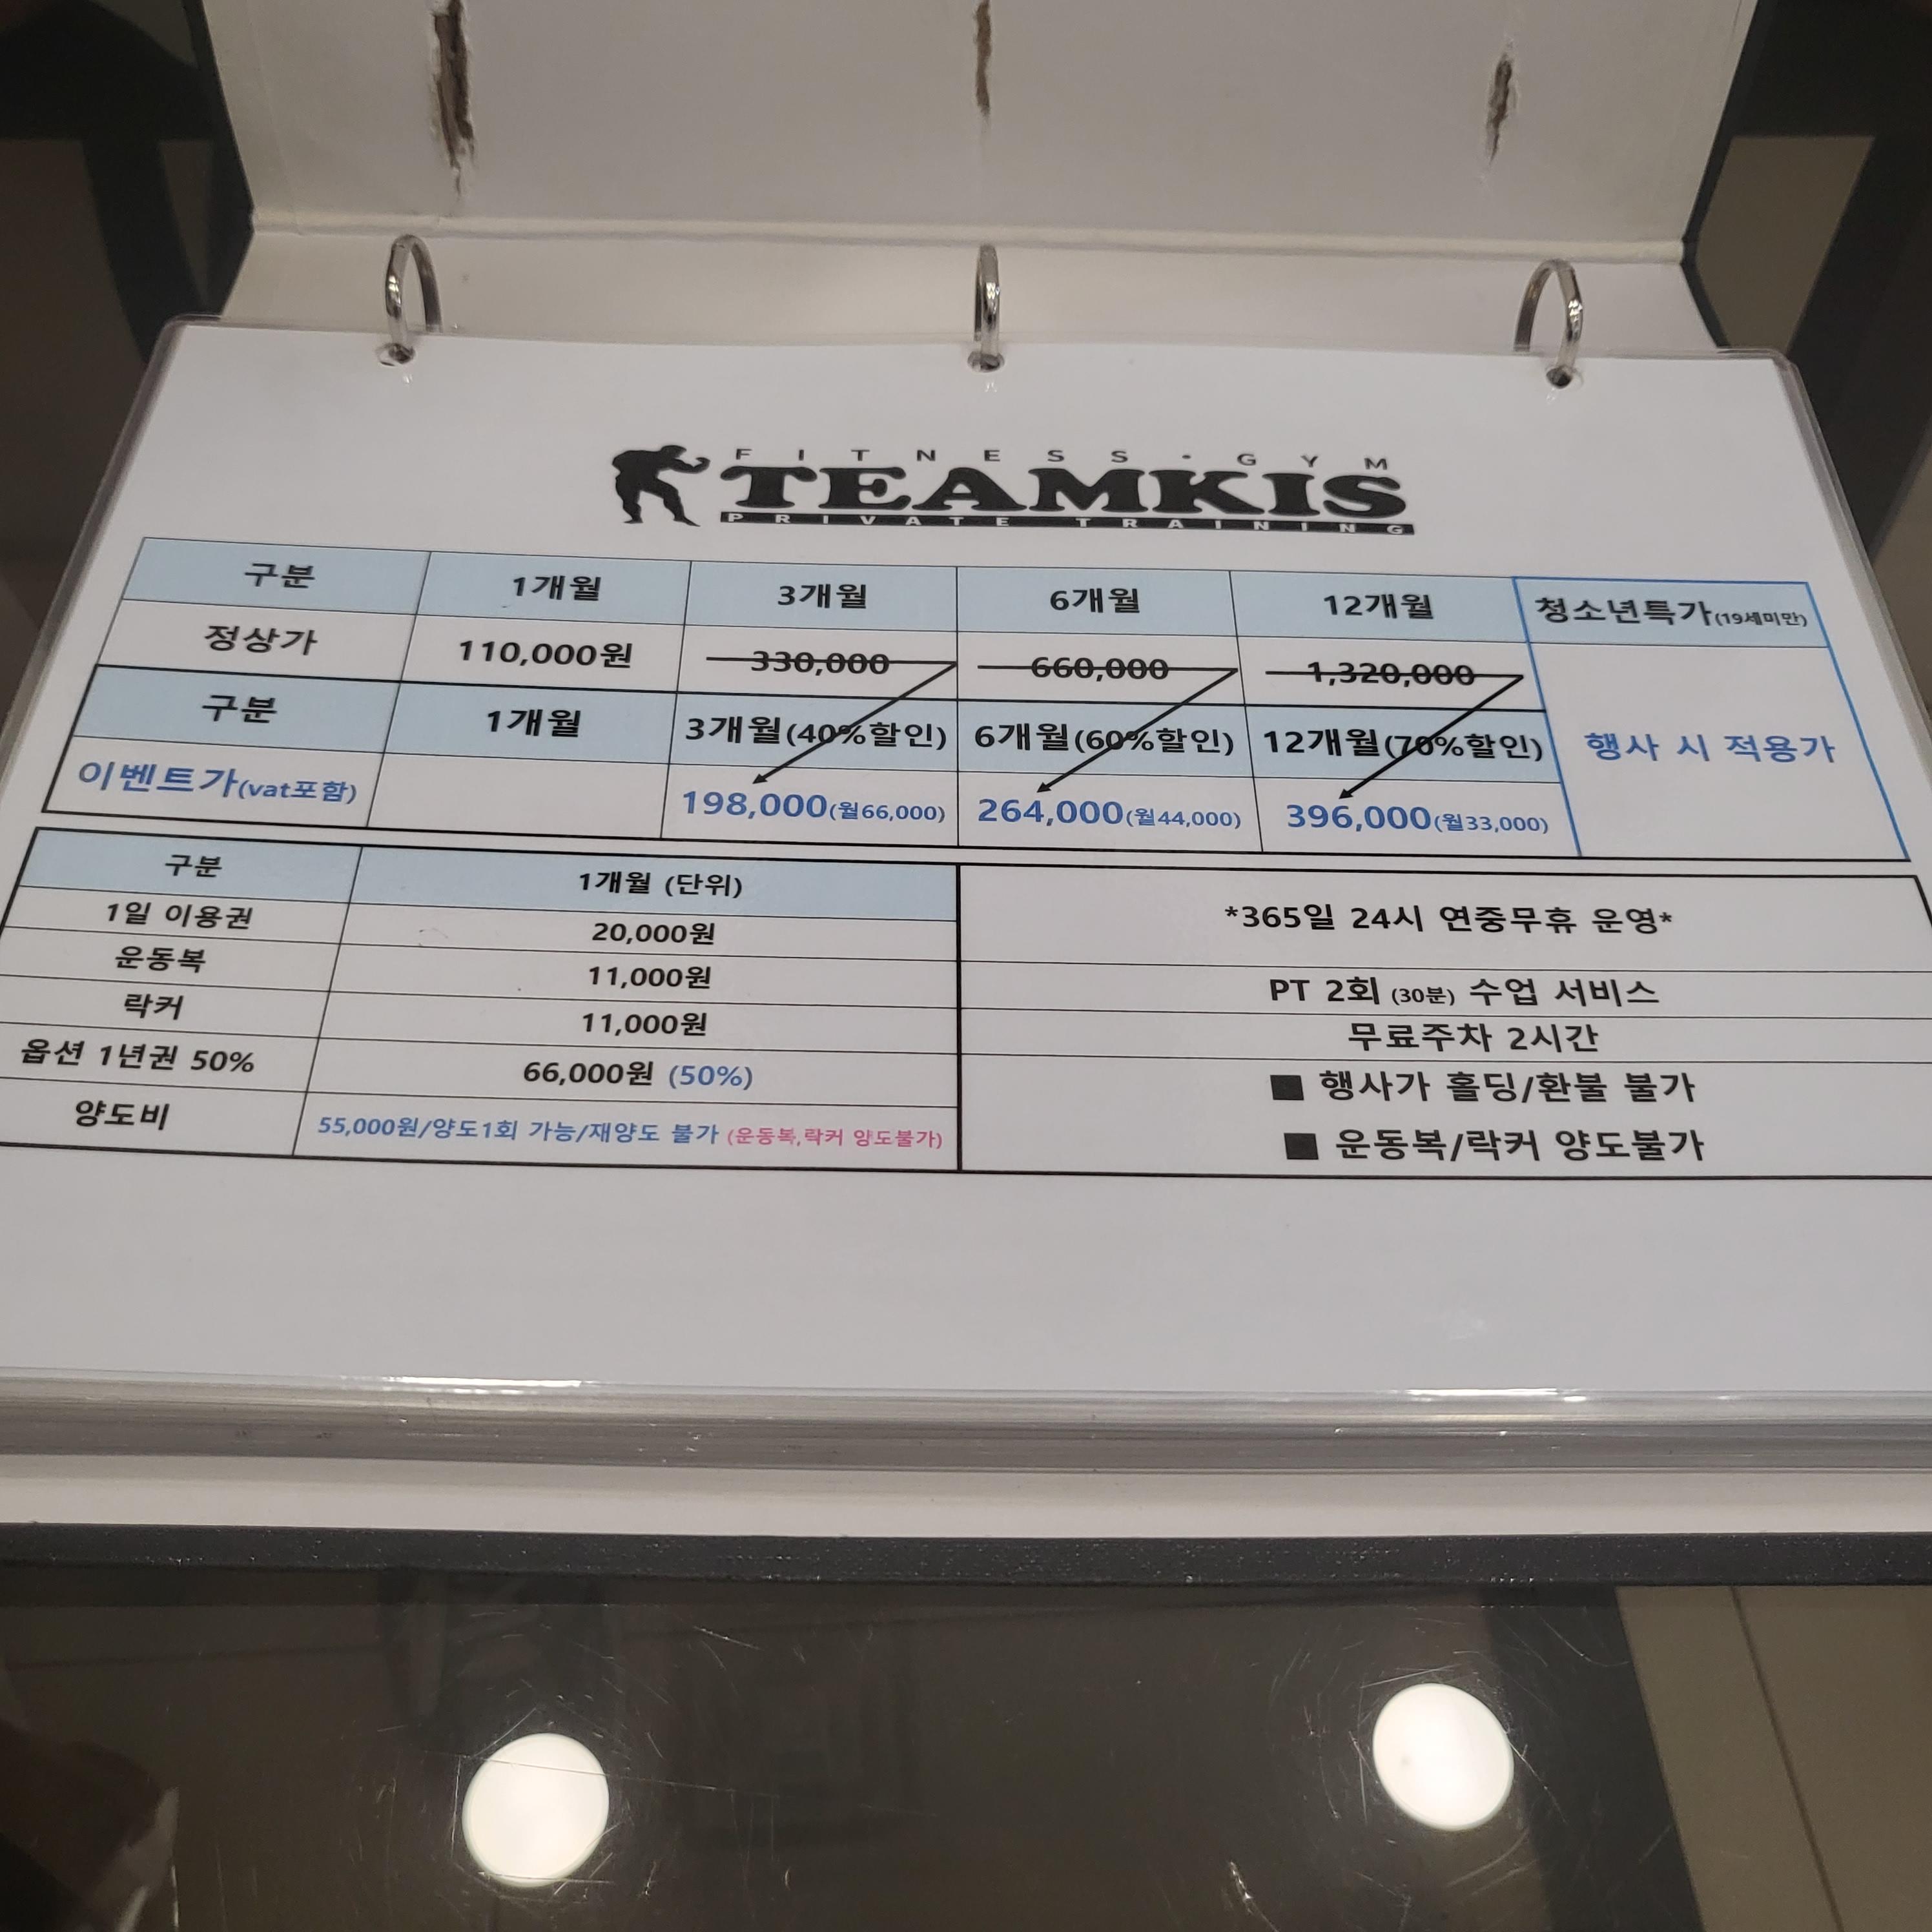 FITNESS·GYM
TEAMKIS
PRIVATE TRAINING
구분 1개월 3개월 6개월 12개월 청소년특가(19세미만)
정상가 110,000원 330,000 660,000 1,320,000
구분 1개월 3개월(40%할인) 6개월(60%할인) 12개월(70%할인) 행사 시 적용가
이벤트가(vat포함) 198,000(월66,000) 264,000(월44,000) 396,000(월33,000)
구분 1개월 (단위)
1일 이용권 20,000원
운동복 11,000원
락커 11,000원
옵션 1년권 50% 66,000원 (50%)
양도비 55,000원/양도1회 가능/재양도 불가 (운동복,락커 양도불가)
*365일 24시 연중무휴 운영*
PT 2회 (30분) 수업 서비스
무료주차 2시간
■ 행사가 홀딩/환불 불가
■ 운동복/락커 양도불가